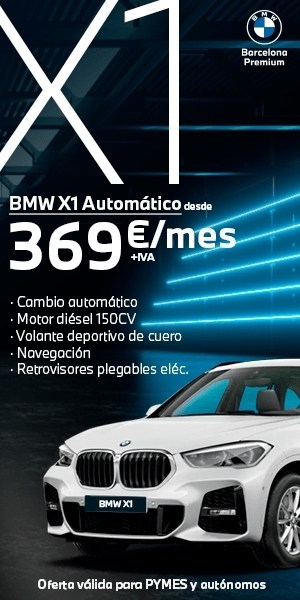 X1
BMW
Barcelona
Premium
BMW X1 Automático desde
369 €/mes
+IVA
· Cambio automático
· Motor diésel 150CV
· Volante deportivo de cuero
· Navegación
· Retrovisores plegables eléc.
BMW X1
Oferta válida para PYMES y autónomos